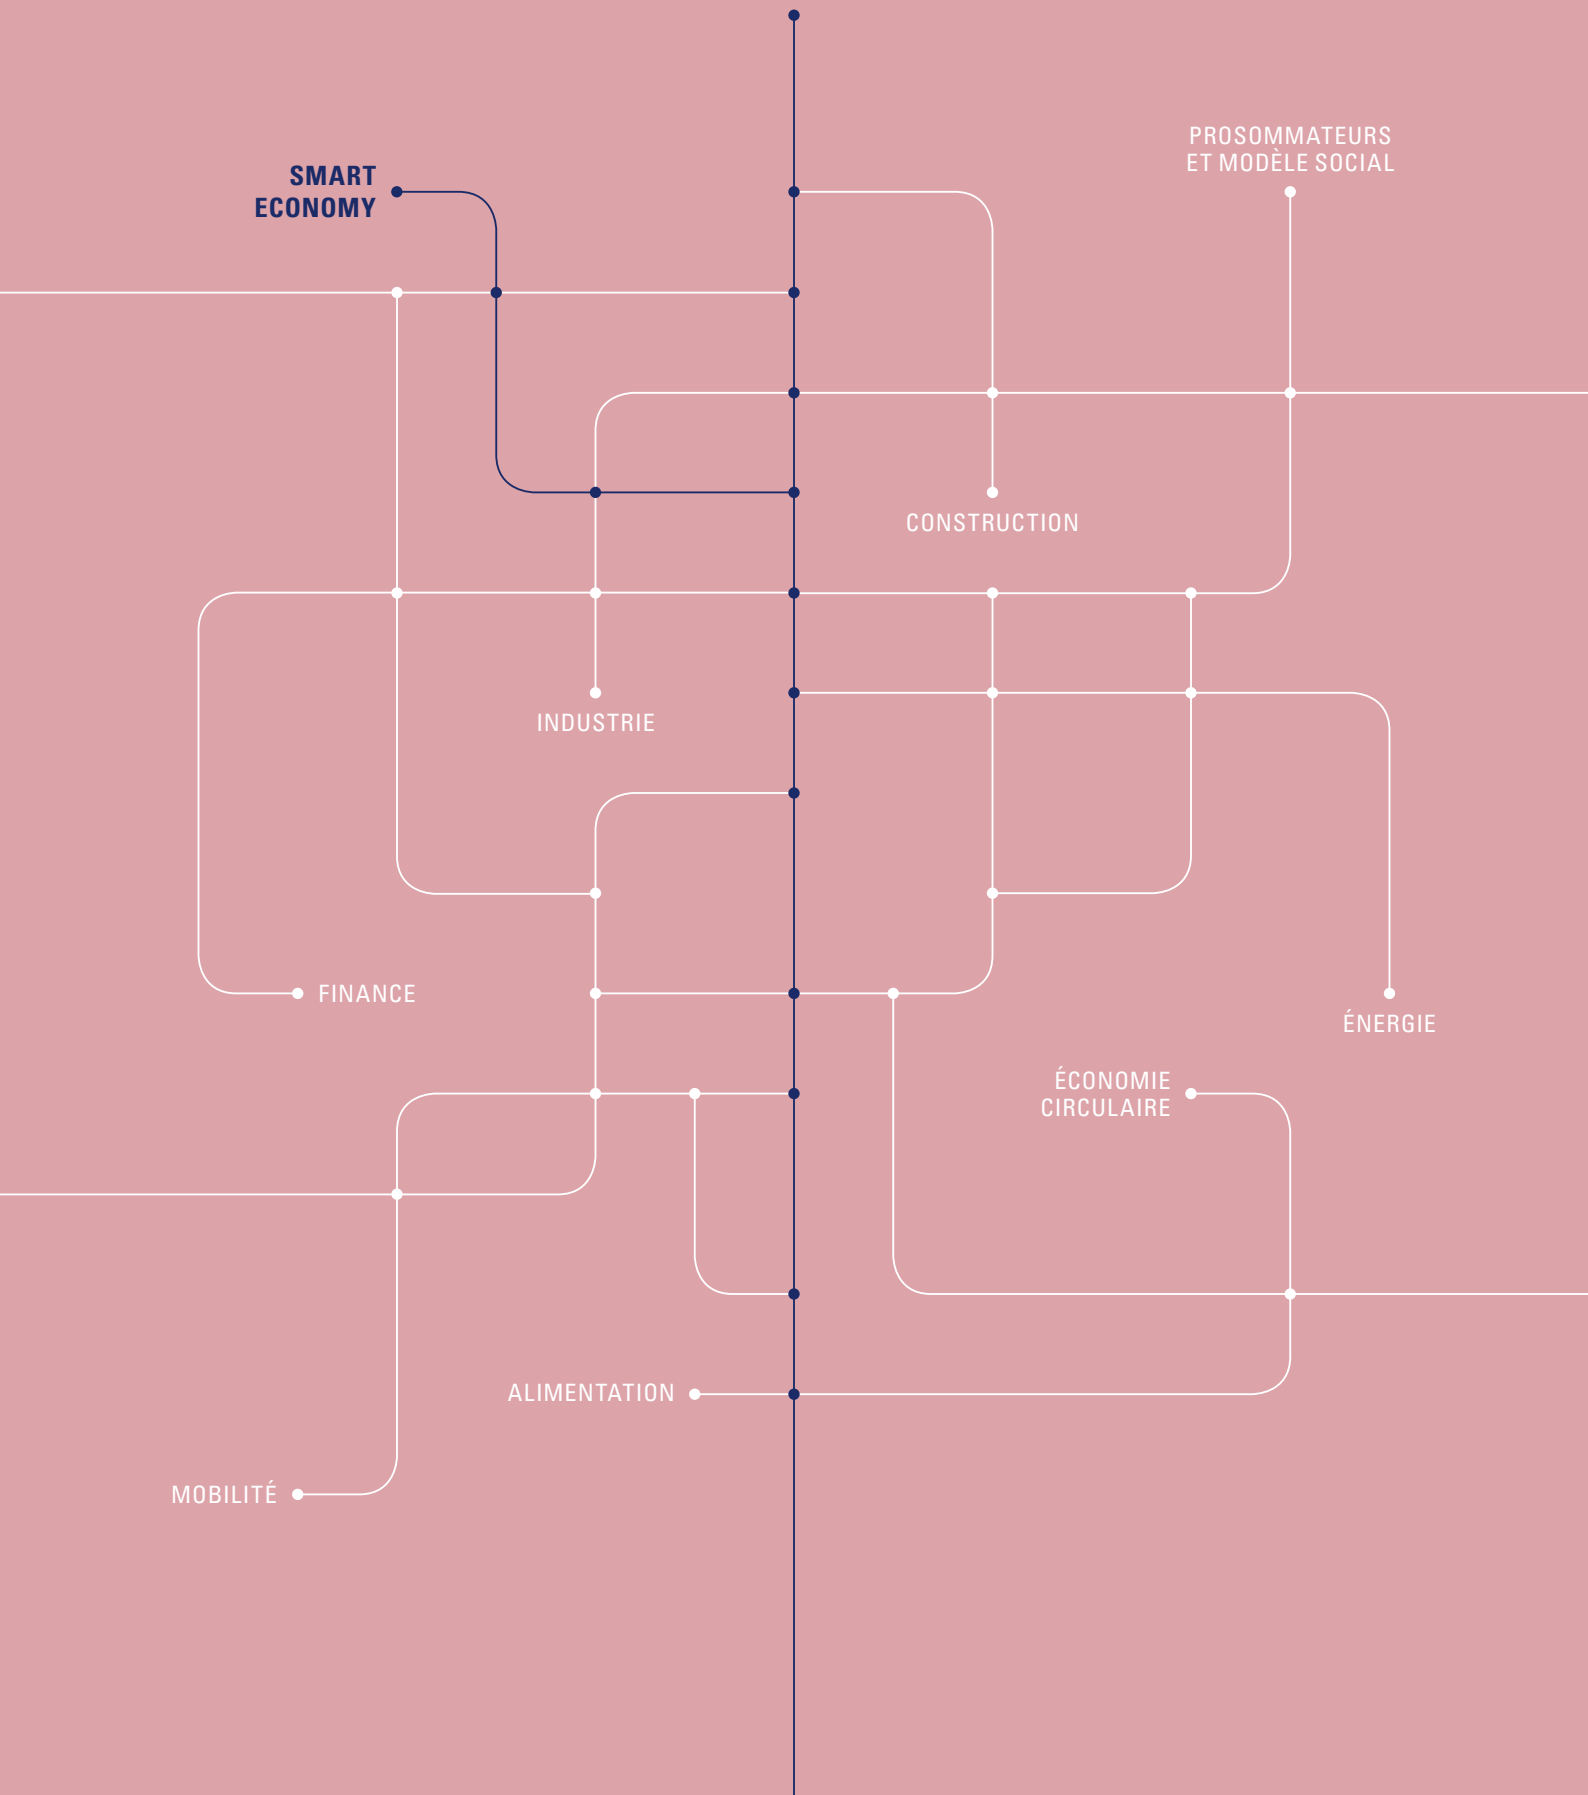 PROSOMMATEURS
ET MODÈLE SOCIAL
SMART
ECONOMY
CONSTRUCTION
INDUSTRIE
FINANCE
ÉNERGIE
ÉCONOMIE
CIRCULAIRE
ALIMENTATION
MOBILITÉ